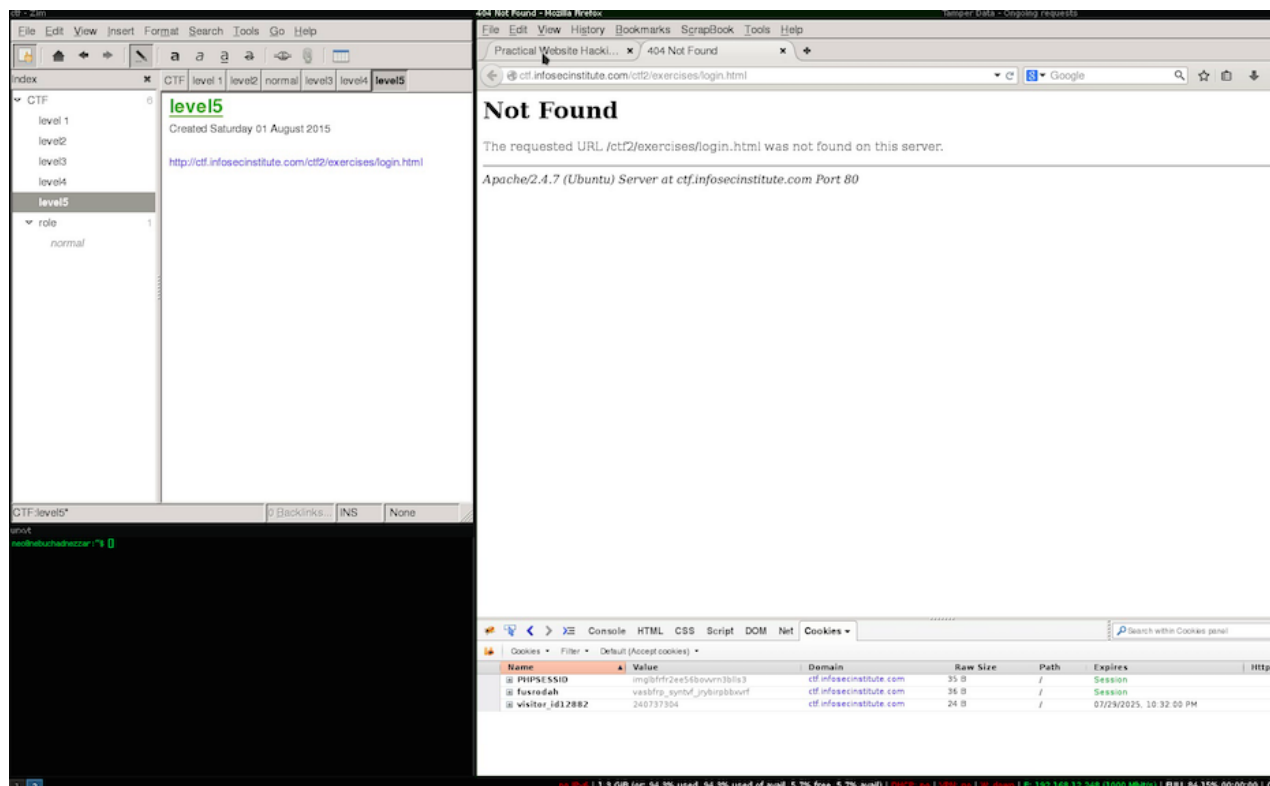 ctf - Zim
File Edit View Insert Format Search Tools Go Help
Index
CTF level 1 level2 normal level3 level4 level5
CTF 6
level 1
level2
level3
level4
level5
role 1
normal
level5
Created Saturday 01 August 2015
http://ctf.infosecinstitute.com/ctf2/exercises/login.html
CTF:level5* 0 Backlinks... INS None
urxvt
neo@nebuchadnezzar:~$
404 Not Found - Mozilla Firefox
Tamper Data - Ongoing requests
File Edit View History Bookmarks ScrapBook Tools Help
Practical Website Hacki... 404 Not Found
ctf.infosecinstitute.com/ctf2/exercises/login.html Google
Not Found
The requested URL /ctf2/exercises/login.html was not found on this server.
Apache/2.4.7 (Ubuntu) Server at ctf.infosecinstitute.com Port 80
Console HTML CSS Script DOM Net Cookies
Search within Cookies panel
Cookies Filter Default (Accept cookies)
Name Value Domain Raw Size Path Expires Http
PHPSESSID ctf.infosecinstitute.com 35 B / Session
fusrodah vasbfrp_syntvf_jrybirpbbxvrf ctf.infosecinstitute.com 36 B / Session
visitor_id12882 240737304 ctf.infosecinstitute.com 24 B / 07/29/2025, 10:32:00 PM